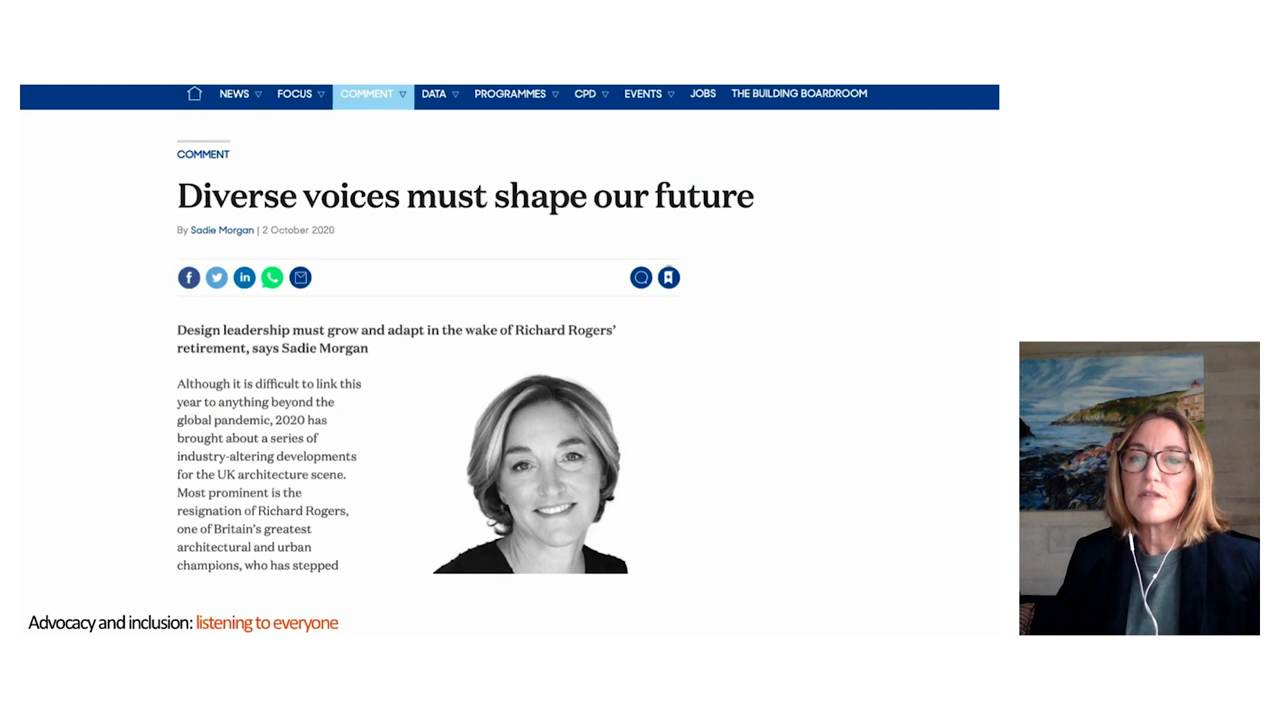 NEWS FOCUS COMMENT DATA PROGRAMMES CPD EVENTS JOBS THE BUILDING BOARDROOM
COMMENT
Diverse voices must shape our future
By Sadie Morgan | 2 October 2020
Design leadership must grow and adapt in the wake of Richard Rogers’
retirement, says Sadie Morgan
Although it is difficult to link this
year to anything beyond the
global pandemic, 2020 has
brought about a series of
industry-altering developments
for the UK architecture scene.
Most prominent is the
resignation of Richard Rogers,
one of Britain’s greatest
architectural and urban
champions, who has stepped
Advocacy and inclusion: listening to everyone